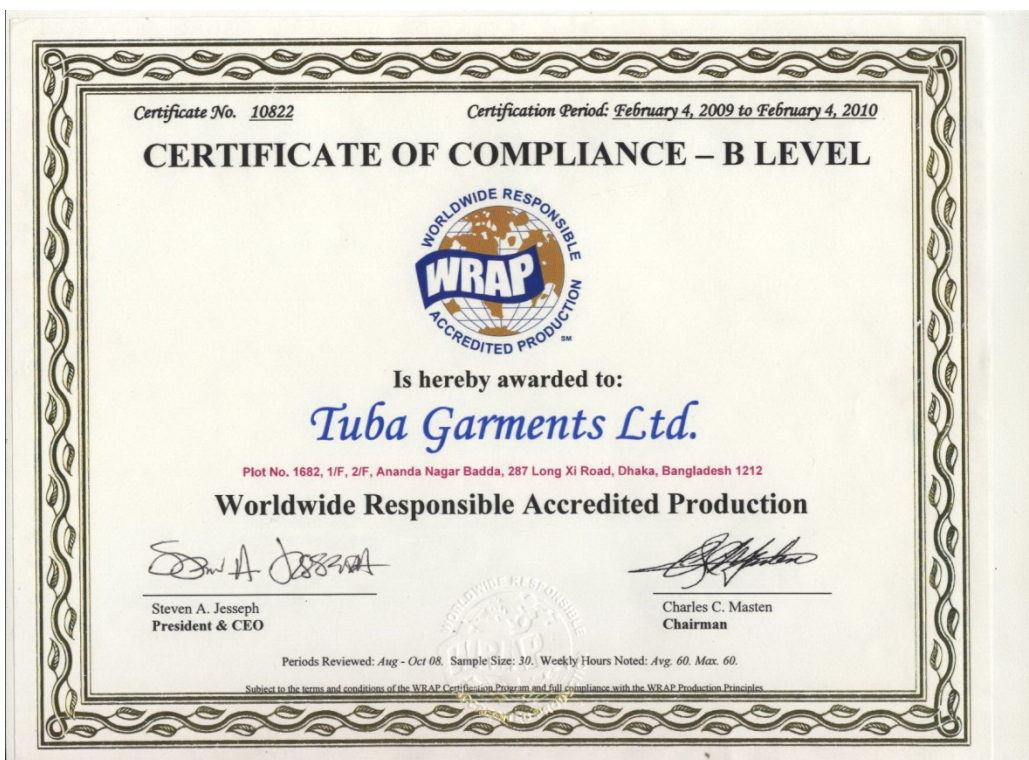 Certificate No. 10822
Certification Period: February 4, 2009 to February 4, 2010
CERTIFICATE OF COMPLIANCE – B LEVEL
WORLDWIDE RESPONSIBLE
WRAP
ACCREDITED PRODUCTION SM
Is hereby awarded to:
Tuba Garments Ltd.
Plot No. 1682, 1/F, 2/F, Ananda Nagar Badda, 287 Long Xi Road, Dhaka, Bangladesh 1212
Worldwide Responsible Accredited Production
Steven A. Jesseph
President & CEO
Charles C. Masten
Chairman
WORLDWIDE RESPONSIBLE
WRAP
Periods Reviewed: Aug - Oct 08. Sample Size: 30. Weekly Hours Noted: Avg. 60. Max. 60.
Subject to the terms and conditions of the WRAP Certification Program and full compliance with the WRAP Production Principles